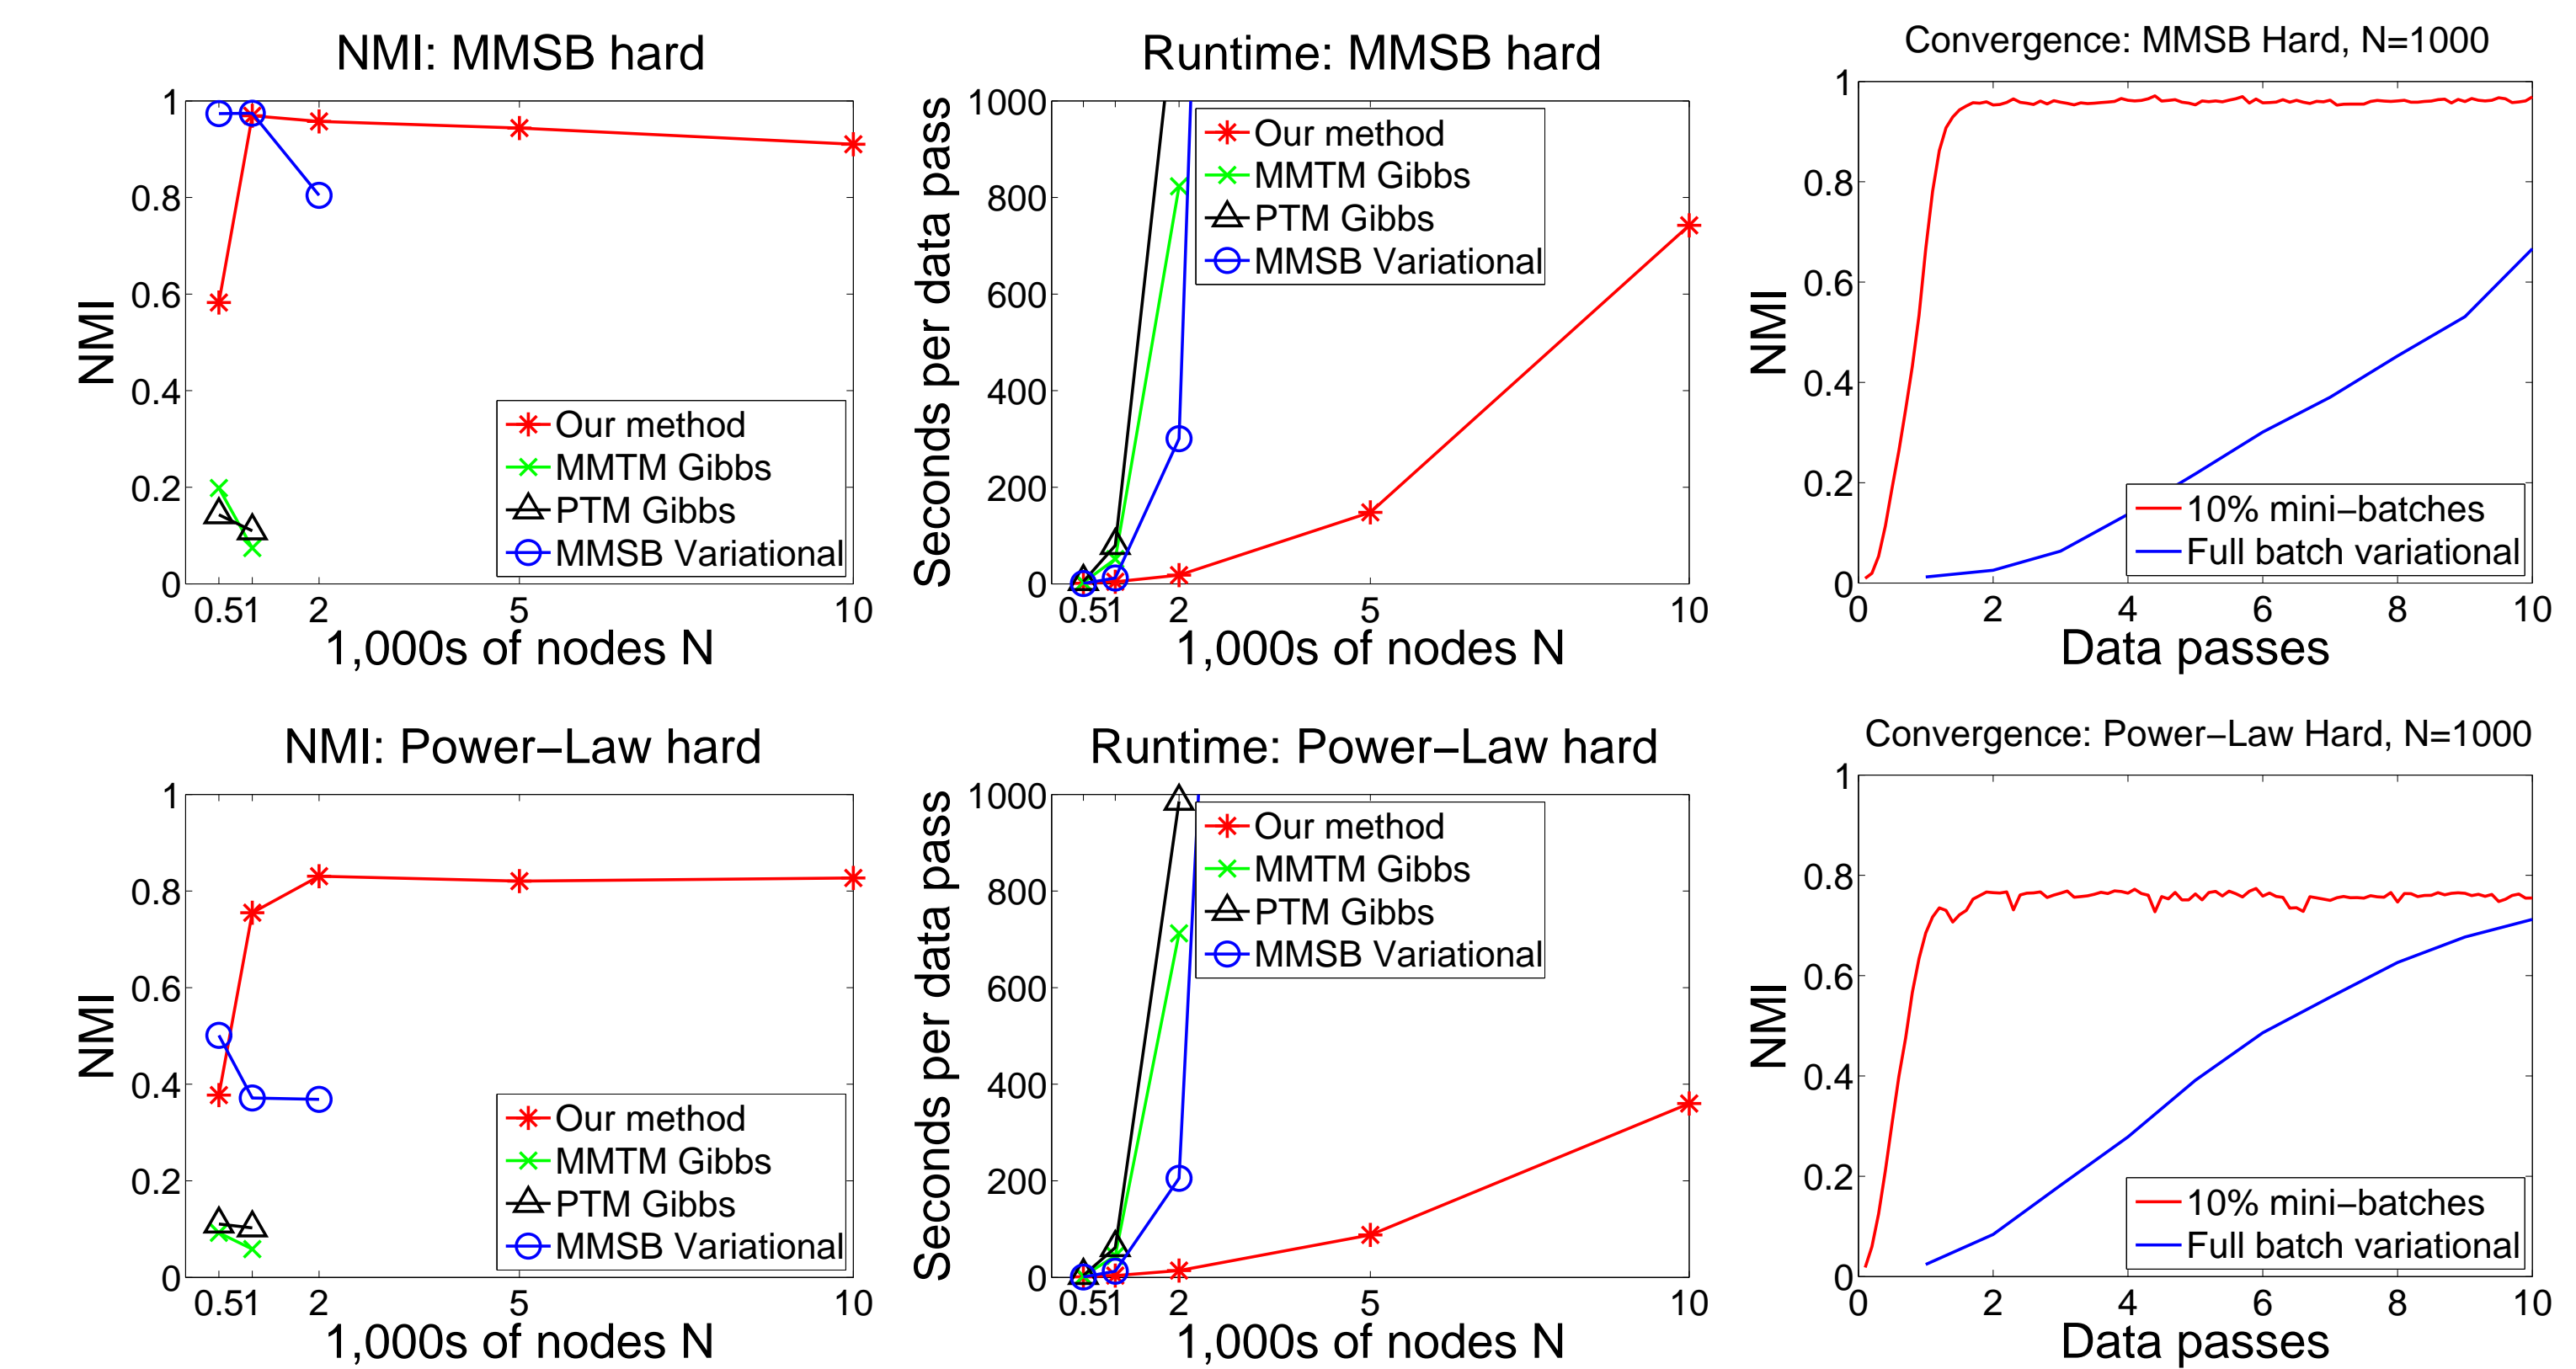 NMI: MMSB hard
NMI
1
0.8
0.6
0.4
0.2
0
0.5 1 2 5 10
1,000s of nodes N
Our method
MMTM Gibbs
PTM Gibbs
MMSB Variational
Runtime: MMSB hard
Seconds per data pass
1000
800
600
400
200
0
0.5 1 2 5 10
1,000s of nodes N
Our method
MMTM Gibbs
PTM Gibbs
MMSB Variational
Convergence: MMSB Hard, N=1000
NMI
1
0.8
0.6
0.4
0.2
0
0 2 4 6 8 10
Data passes
10% mini−batches
Full batch variational
NMI: Power−Law hard
NMI
1
0.8
0.6
0.4
0.2
0
0.5 1 2 5 10
1,000s of nodes N
Our method
MMTM Gibbs
PTM Gibbs
MMSB Variational
Runtime: Power−Law hard
Seconds per data pass
1000
800
600
400
200
0
0.5 1 2 5 10
1,000s of nodes N
Our method
MMTM Gibbs
PTM Gibbs
MMSB Variational
Convergence: Power−Law Hard, N=1000
NMI
1
0.8
0.6
0.4
0.2
0
0 2 4 6 8 10
Data passes
10% mini−batches
Full batch variational